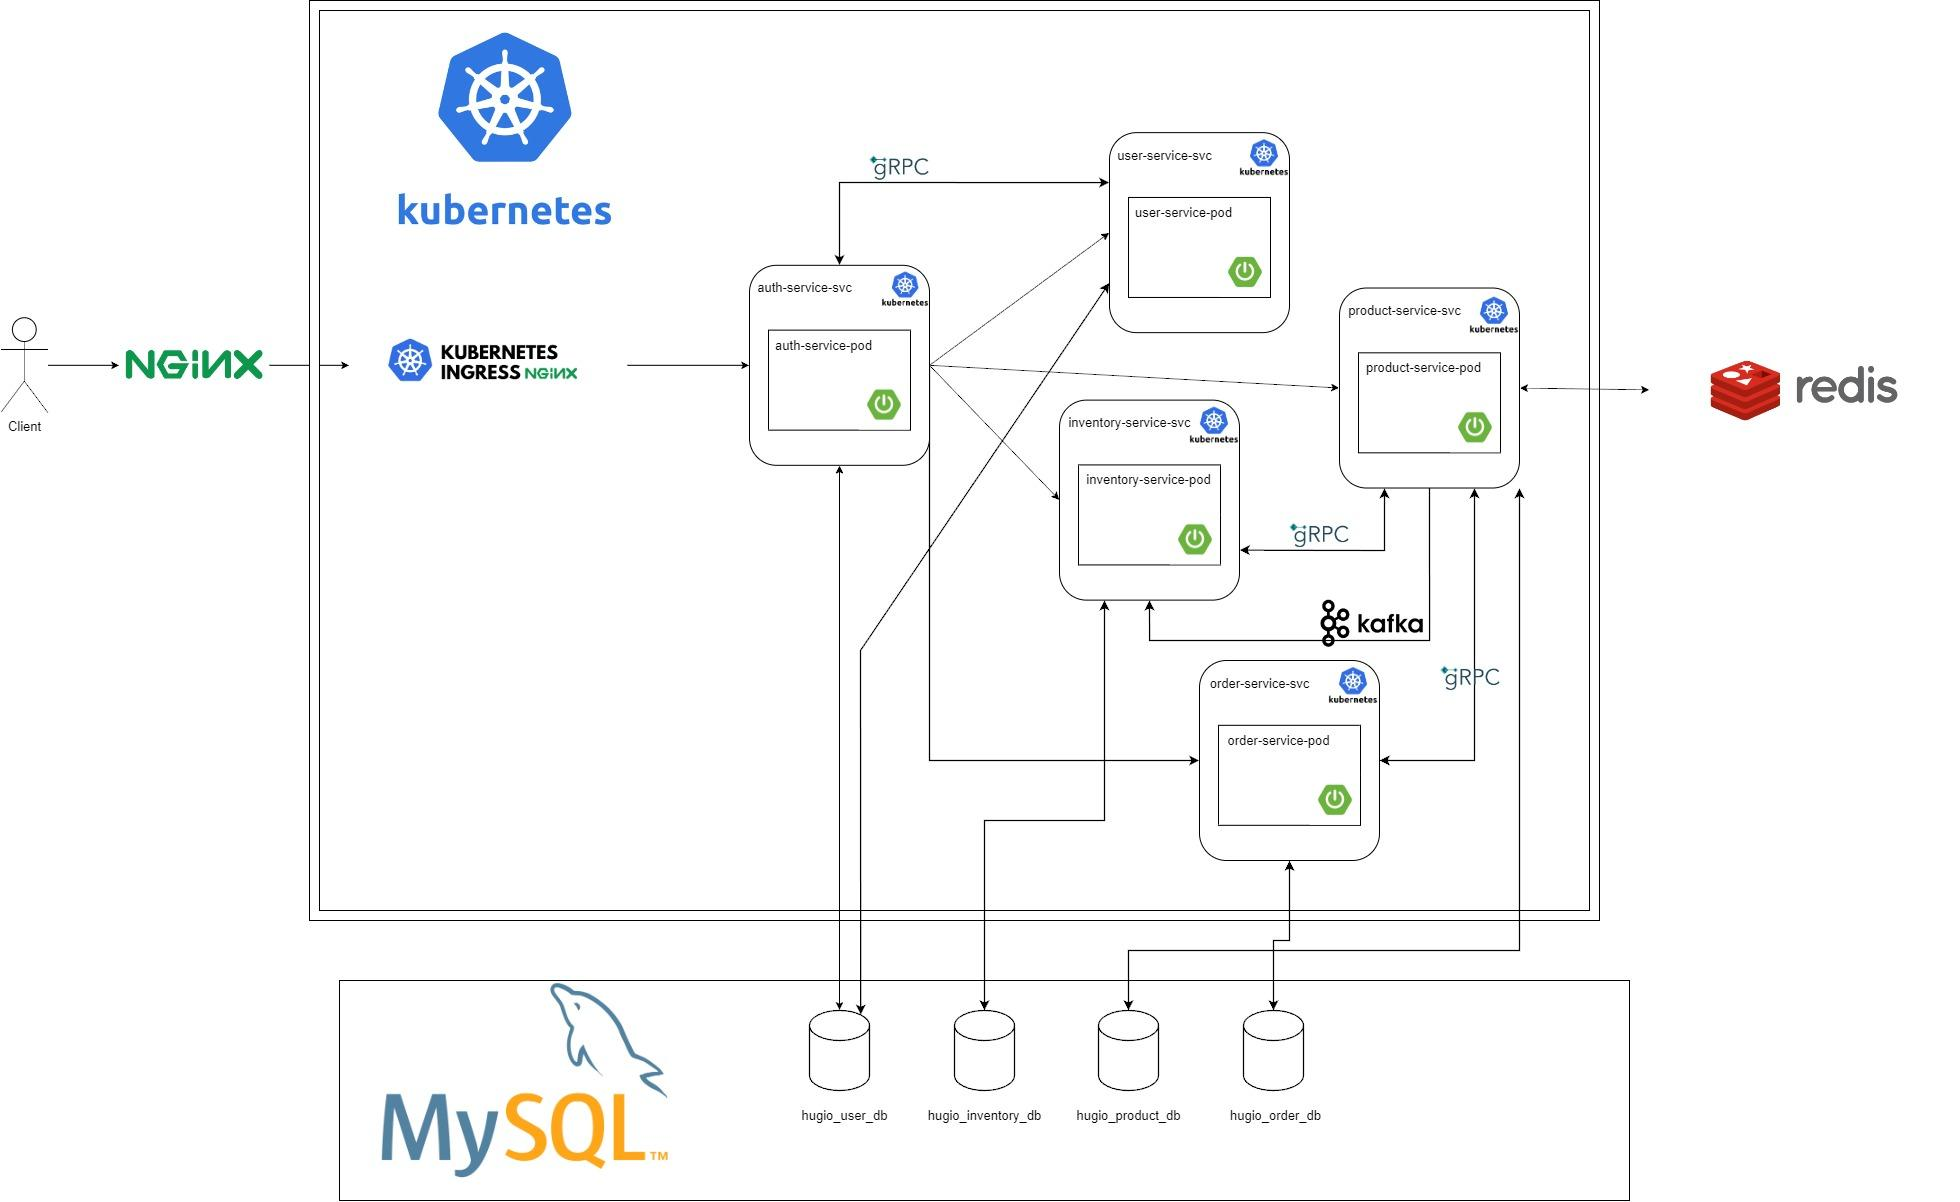 kubernetes
gRPC
user-service-svc
kubernetes
user-service-pod
auth-service-svc
kubernetes
auth-service-pod
product-service-svc
kubernetes
product-service-pod
Client
NGINX
KUBERNETES
INGRESS NGINX
redis
inventory-service-svc
kubernetes
inventory-service-pod
gRPC
kafka
gRPC
order-service-svc
kubernetes
order-service-pod
MySQL™
hugio_user_db
hugio_inventory_db
hugio_product_db
hugio_order_db